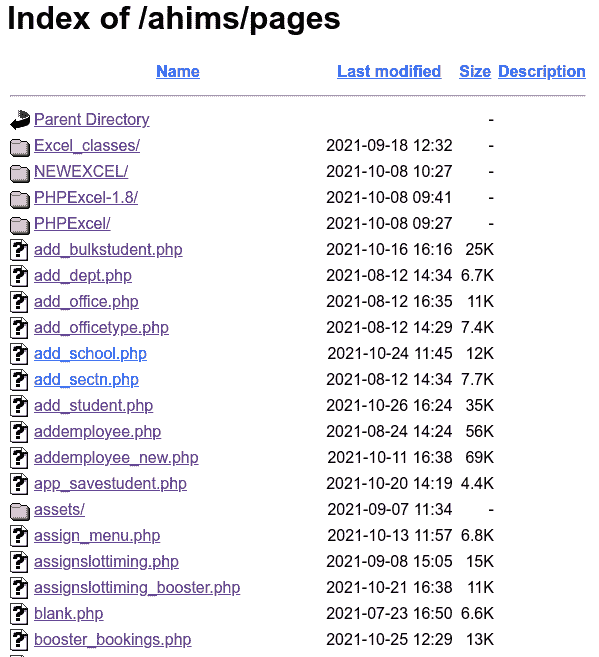 Index of /ahims/pages
Name Last modified Size Description
Parent Directory -
Excel_classes/ 2021-09-18 12:32 -
NEWEXCEL/ 2021-10-08 10:27 -
PHPExcel-1.8/ 2021-10-08 09:41 -
PHPExcel/ 2021-10-08 09:27 -
add_bulkstudent.php 2021-10-16 16:16 25K
add_dept.php 2021-08-12 14:34 6.7K
add_office.php 2021-08-12 16:35 11K
add_officetype.php 2021-08-12 14:29 7.4K
add_school.php 2021-10-24 11:45 12K
add_sectn.php 2021-08-12 14:34 7.7K
add_student.php 2021-10-26 16:24 35K
addemployee.php 2021-08-24 14:24 56K
addemployee_new.php 2021-10-11 16:38 69K
app_savestudent.php 2021-10-20 14:19 4.4K
assets/ 2021-09-07 11:34 -
assign_menu.php 2021-10-13 11:57 6.8K
assignslottiming.php 2021-09-08 15:05 15K
assignslottiming_booster.php 2021-10-21 16:38 11K
blank.php 2021-07-23 16:50 6.6K
booster_bookings.php 2021-10-25 12:29 13K